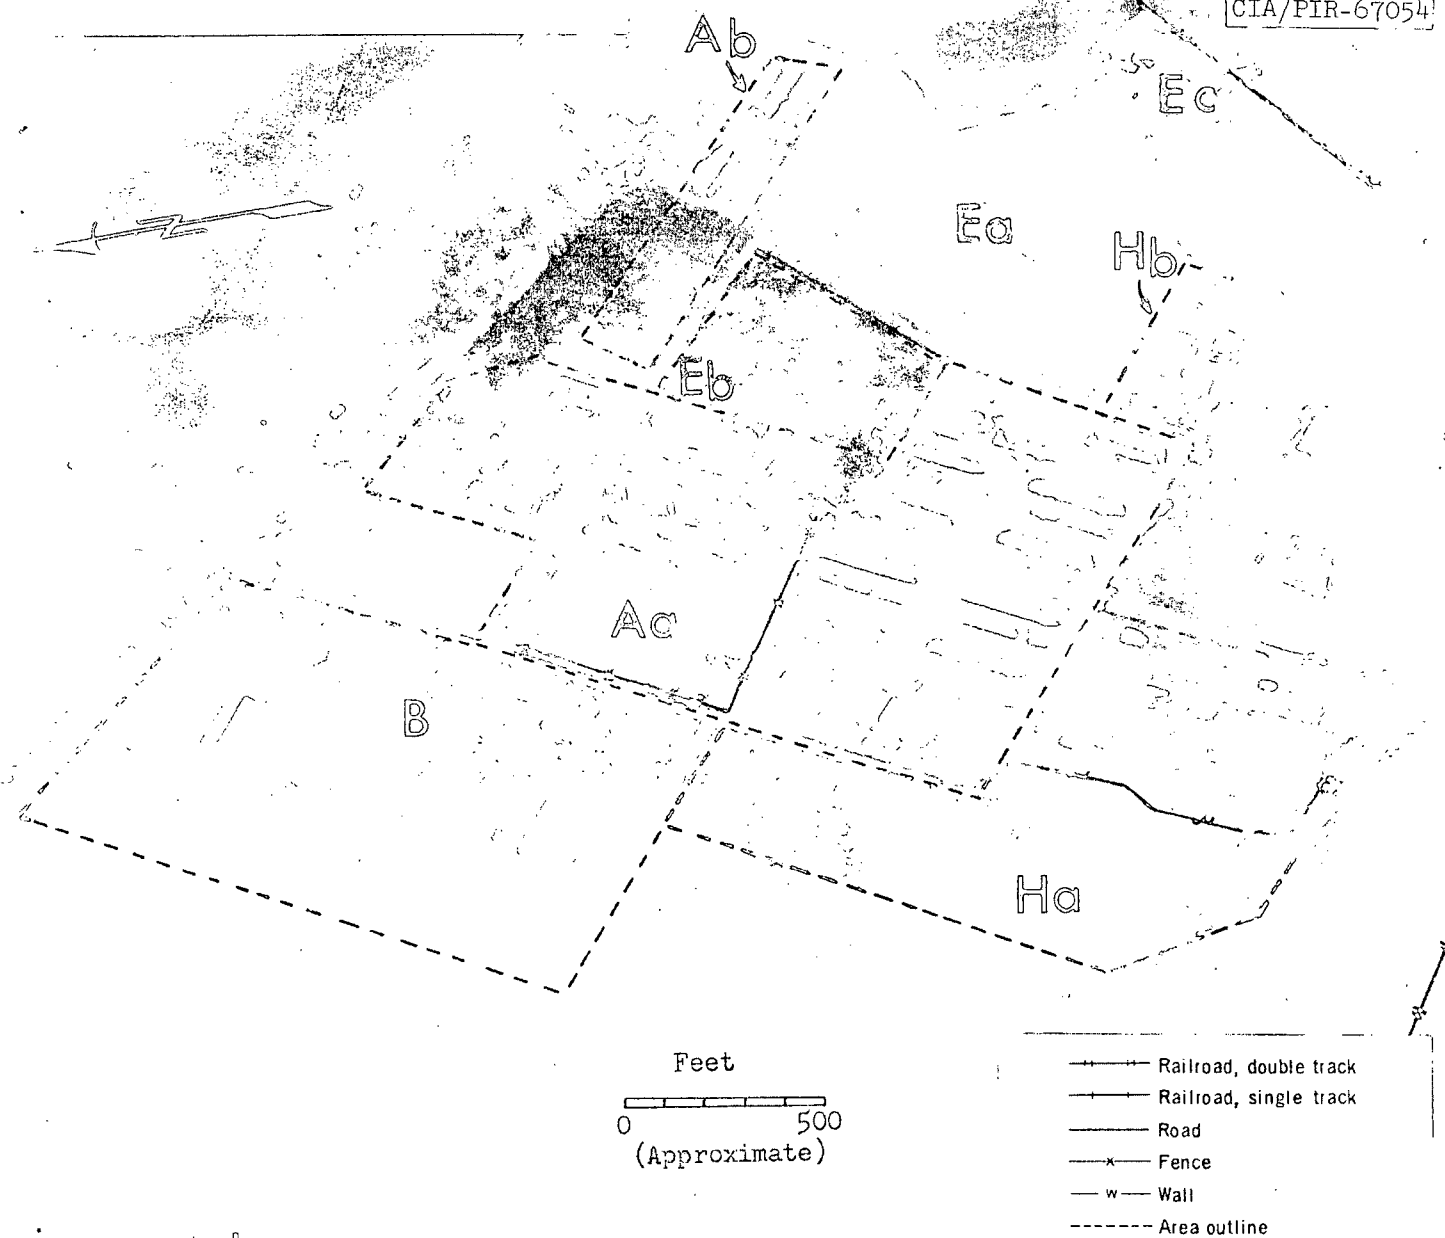 CIA/PIR-67054
Ab
Ec
Ea
Hb
Eb
Aa
B
Ha
Feet
0 500
(Approximate)
Railroad, double track
Railroad, single track
Road
x Fence
w Wall
Area outline